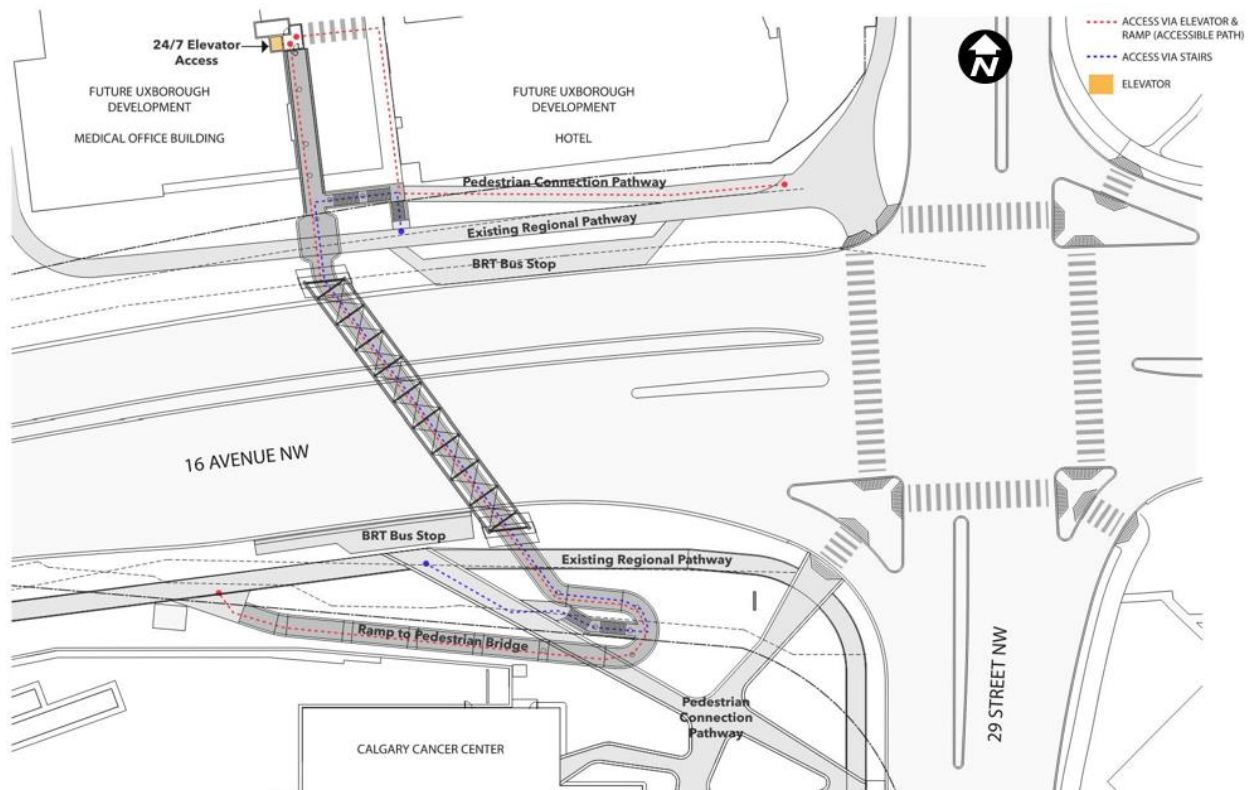 24/7 Elevator
Access
FUTURE UXBOROUGH
DEVELOPMENT
MEDICAL OFFICE BUILDING
FUTURE UXBOROUGH
DEVELOPMENT
HOTEL
N
ACCESS VIA ELEVATOR &
RAMP (ACCESSIBLE PATH)
ACCESS VIA STAIRS
ELEVATOR
Pedestrian Connection Pathway
Existing Regional Pathway
BRT Bus Stop
16 AVENUE NW
BRT Bus Stop
Existing Regional Pathway
Ramp to Pedestrian Bridge
Pedestrian
Connection
Pathway
CALGARY CANCER CENTER
29 STREET NW